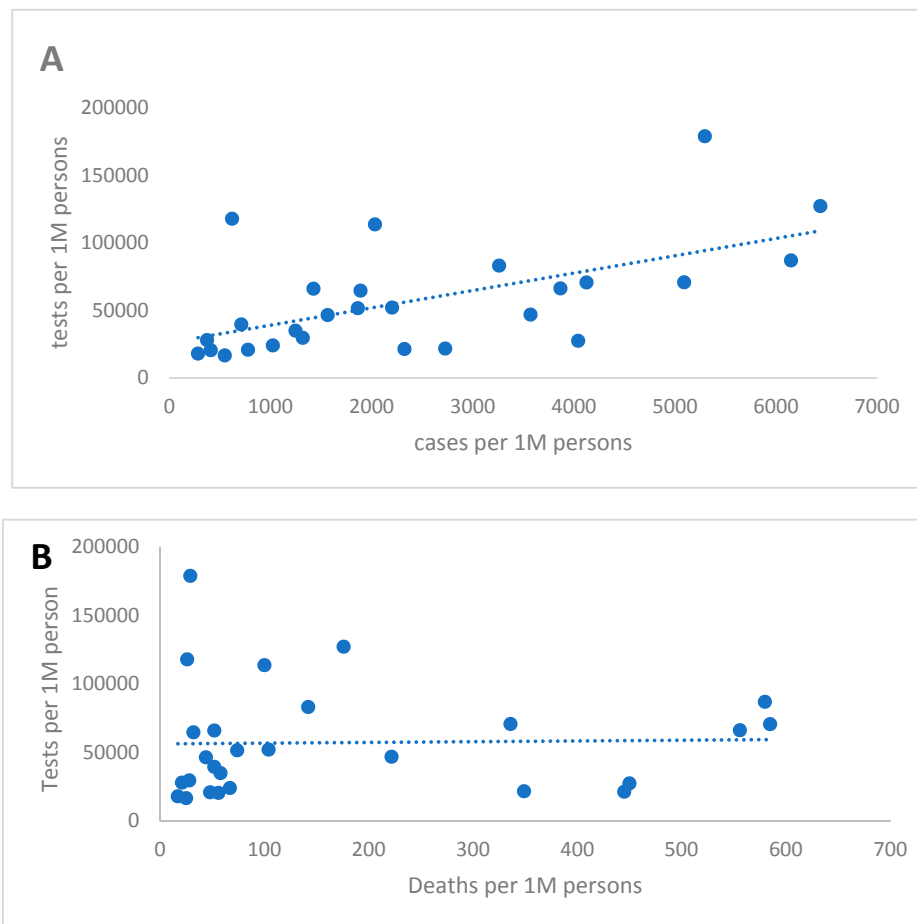 A
tests per 1M persons
200000
150000
100000
50000
0
0 1000 2000 3000 4000 5000 6000 7000
cases per 1M persons
B
Tests per 1M person
200000
150000
100000
50000
0
0 100 200 300 400 500 600 700
Deaths per 1M persons